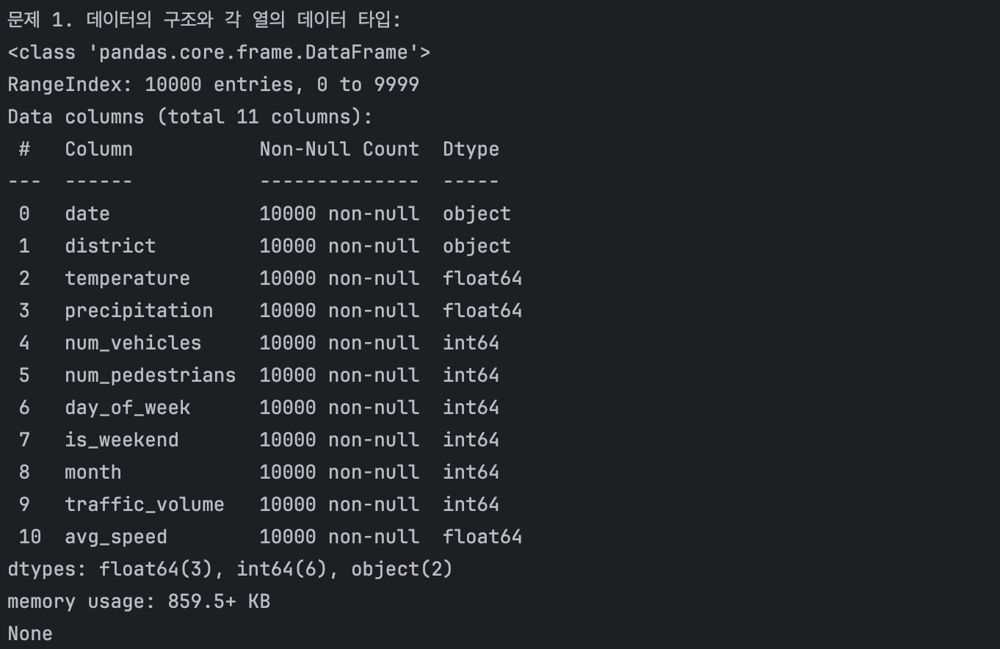 문제 1. 데이터의 구조와 각 열의 데이터 타입:
<class 'pandas.core.frame.DataFrame'>
RangeIndex: 10000 entries, 0 to 9999
Data columns (total 11 columns):
 #   Column           Non-Null Count  Dtype
---  ------           --------------  -----
 0   date             10000 non-null  object
 1   district         10000 non-null  object
 2   temperature      10000 non-null  float64
 3   precipitation    10000 non-null  float64
 4   num_vehicles     10000 non-null  int64
 5   num_pedestrians  10000 non-null  int64
 6   day_of_week      10000 non-null  int64
 7   is_weekend       10000 non-null  int64
 8   month            10000 non-null  int64
 9   traffic_volume   10000 non-null  int64
 10  avg_speed        10000 non-null  float64
dtypes: float64(3), int64(6), object(2)
memory usage: 859.5+ KB
None